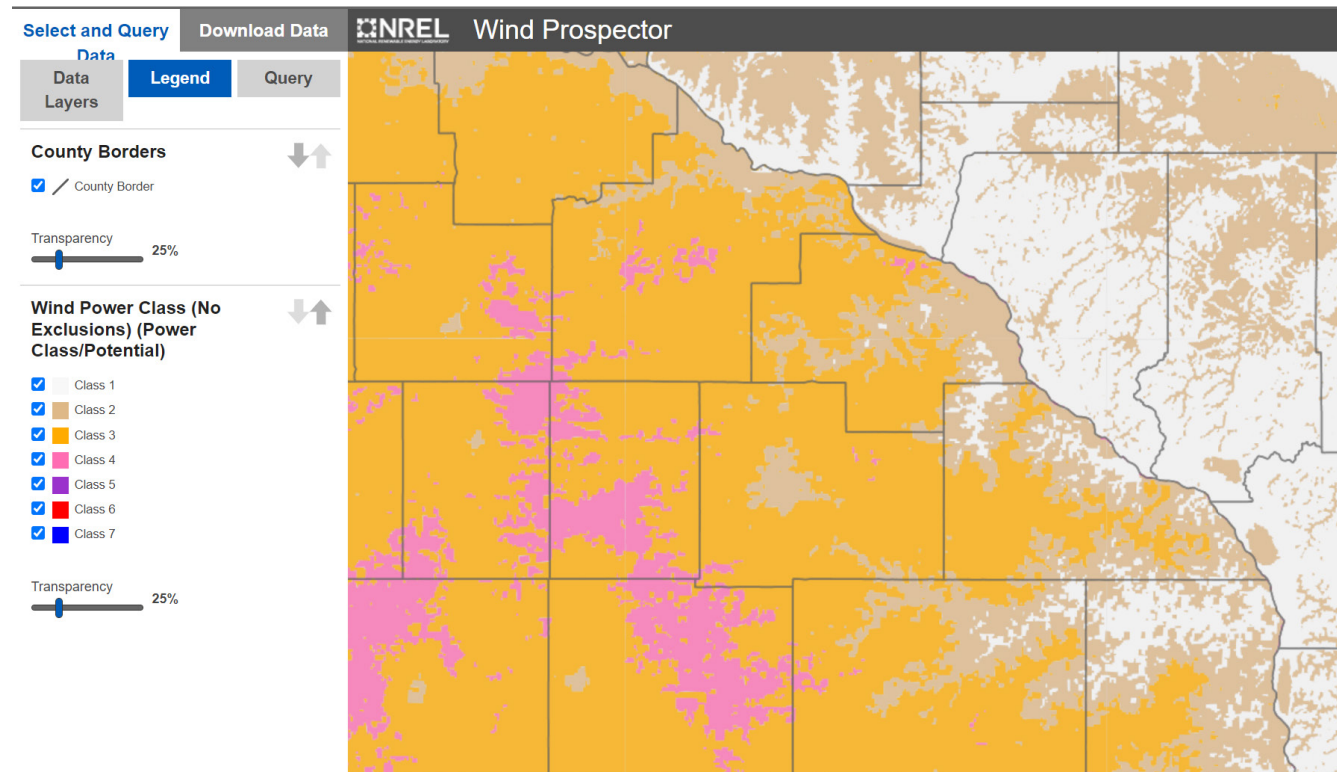 Select and Query
Data
Download Data
NREL
NATIONAL RENEWABLE ENERGY LABORATORY
Wind Prospector
Data
Layers
Legend
Query
County Borders
County Border
Transparency
25%
Wind Power Class (No
Exclusions) (Power
Class/Potential)
Class 1
Class 2
Class 3
Class 4
Class 5
Class 6
Class 7
Transparency
25%